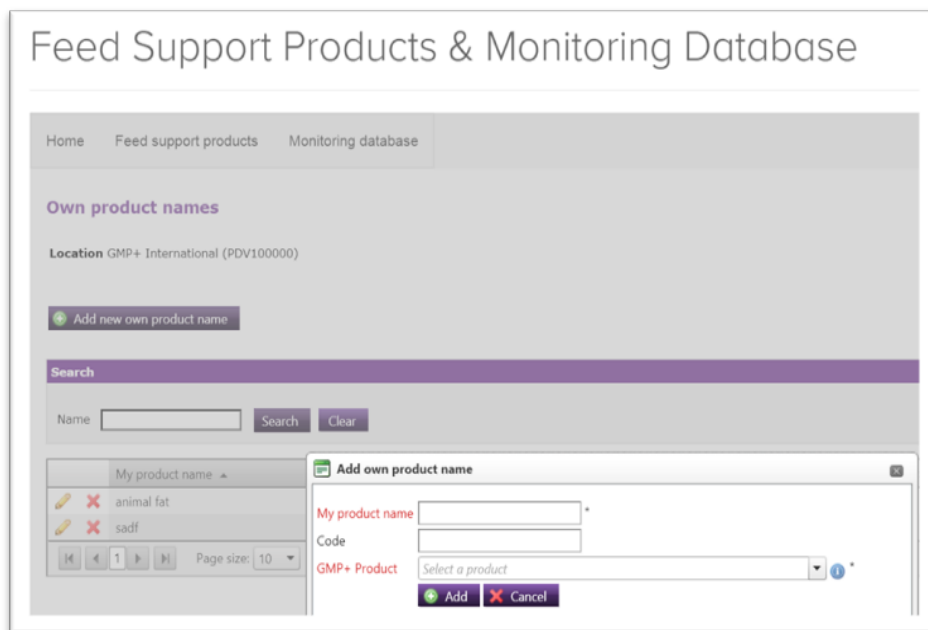 Feed Support Products & Monitoring Database
Home Feed support products Monitoring database
Own product names
Location GMP+ International (PDV100000)
Add new own product name
Search
Name Search Clear
My product name
animal fat
sadf
1 Page size: 10
Add own product name
My product name *
Code
GMP+ Product Select a product *
Add Cancel